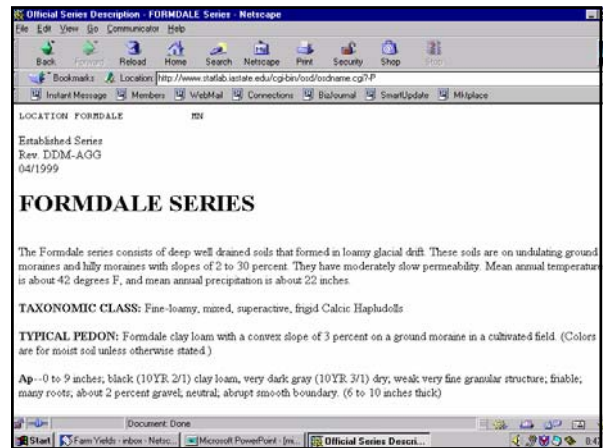 Official Series Description - FORMDALE Series - Netscape
File Edit View Go Communicator Help
Back Forward Reload Home Search Netscape Print Security Shop Stop
Bookmarks Location: http://www.statlab.iastate.edu/cgi-bin/osd/osdname.cgi?-P
Instant Message Members WebMail Connections BizJournal SmartUpdate Mktplace
LOCATION FORMDALE MN
Established Series
Rev. DDM-AGG
04/1999
FORMDALE SERIES
The Formdale series consists of deep well drained soils that formed in loamy glacial drift. These soils are on undulating ground
moraines and hilly moraines with slopes of 2 to 30 percent. They have moderately slow permeability. Mean annual temperature
is about 42 degrees F, and mean annual precipitation is about 22 inches.
TAXONOMIC CLASS: Fine-loamy, mixed, superactive, frigid Calcic Hapludolls
TYPICAL PEDON: Formdale clay loam with a convex slope of 3 percent on a ground moraine in a cultivated field. (Colors
are for moist soil unless otherwise stated.)
Ap--0 to 9 inches; black (10YR 2/1) clay loam, very dark gray (10YR 3/1) dry; weak very fine granular structure; friable;
many roots; about 2 percent gravel; neutral; abrupt smooth boundary. (6 to 10 inches thick)
Document: Done
Start Farm Yields - inbox - Netsc... Microsoft PowerPoint - [mi... Official Series Descri...